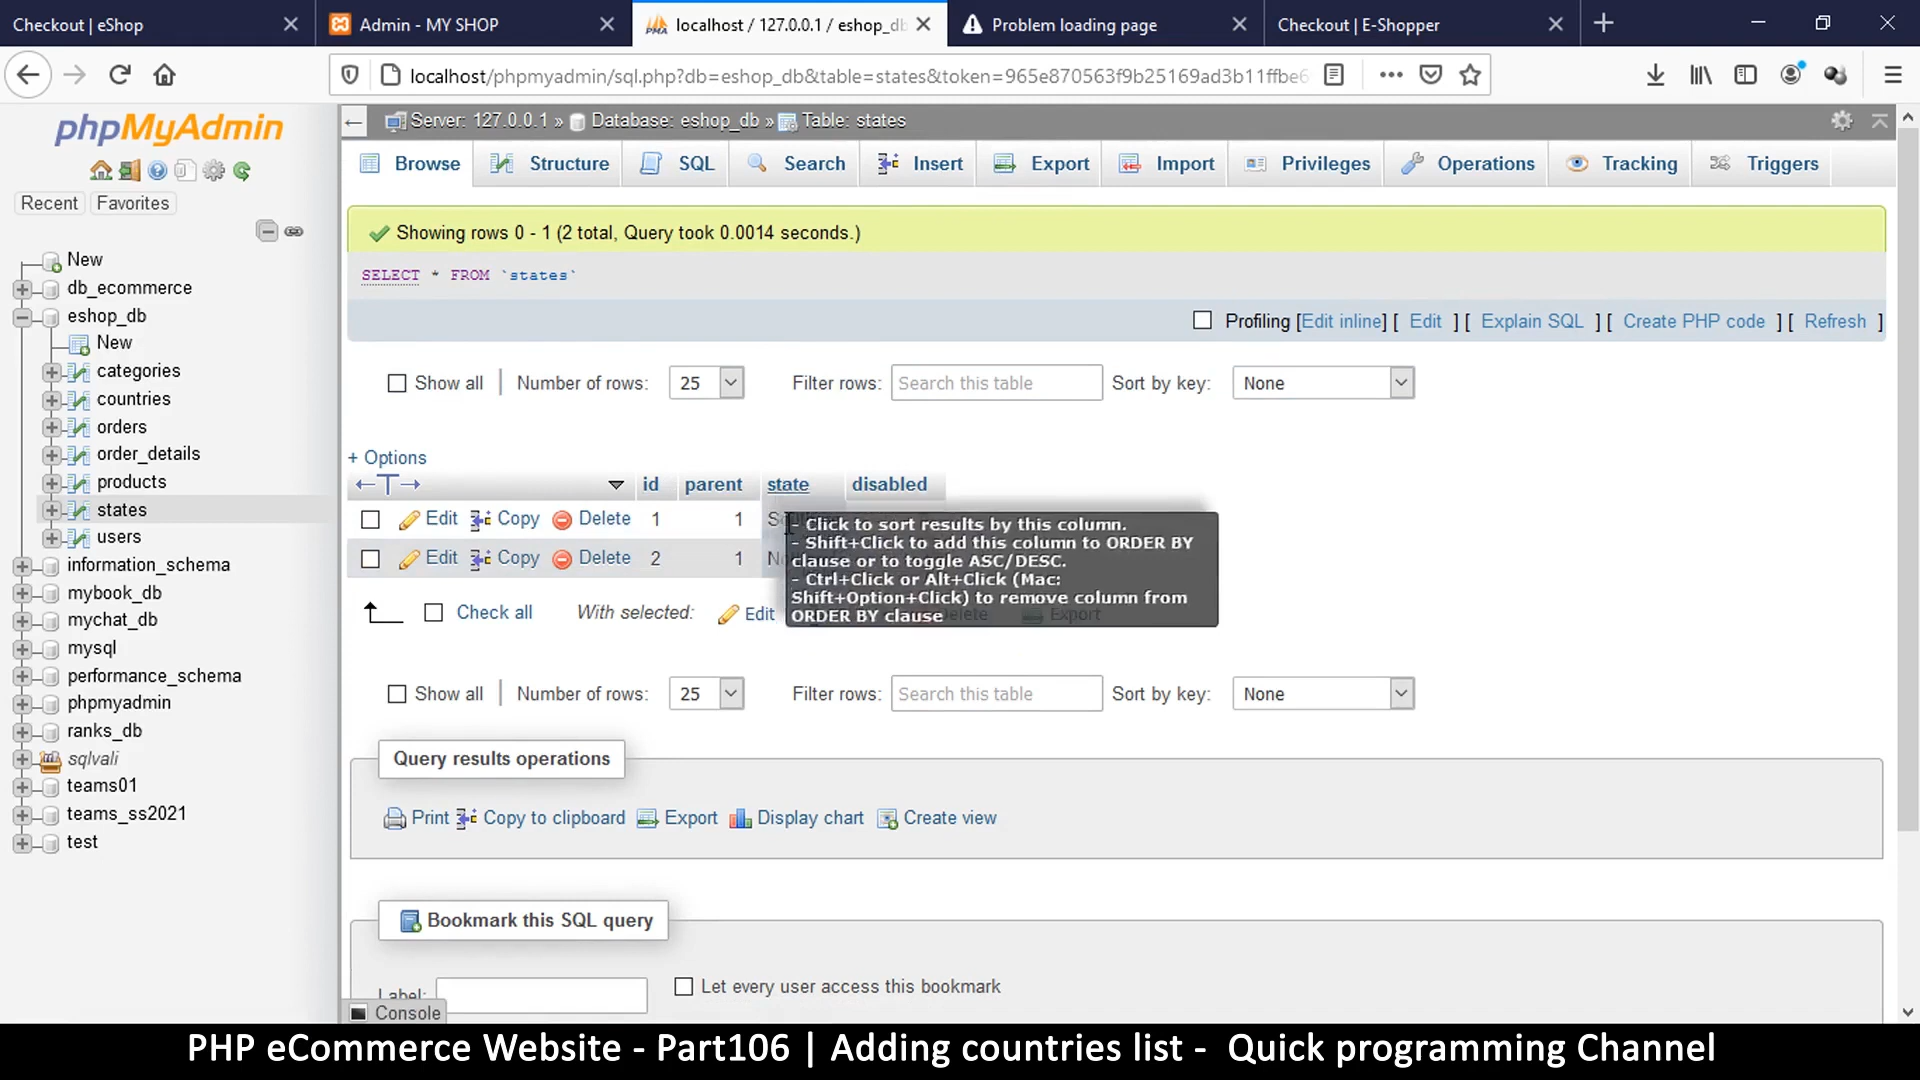 Checkout | eShop
Admin - MY SHOP
localhost / 127.0.0.1 / eshop_db
Problem loading page
Checkout | E-Shopper
localhost/phpmyadmin/sql.php?db=eshop_db&table=states&token=965e870563f9b25169ad3b11ffbe6
phpMyAdmin
Recent
Favorites
New
db_ecommerce
eshop_db
New
categories
countries
orders
order_details
products
states
users
information_schema
mybook_db
mychat_db
mysql
performance_schema
phpmyadmin
ranks_db
sqlvali
teams01
teams_ss2021
test
Server: 127.0.0.1 » Database: eshop_db » Table: states
Browse Structure SQL Search Insert Export Import Privileges Operations Tracking Triggers
Showing rows 0 - 1 (2 total, Query took 0.0014 seconds.)
SELECT * FROM `states`
Profiling [Edit inline] [ Edit ] [ Explain SQL ] [ Create PHP code ] [ Refresh ]
Show all | Number of rows: 25 Filter rows: Search this table Sort by key: None
+ Options
id parent state disabled
Edit Copy Delete 1 1
Edit Copy Delete 2 1
- Click to sort results by this column.
- Shift+Click to add this column to ORDER BY
clause or to toggle ASC/DESC.
- Ctrl+Click or Alt+Click (Mac:
Shift+Option+Click) to remove column from
ORDER BY clause
Check all With selected: Edit Delete Export
Show all | Number of rows: 25 Filter rows: Search this table Sort by key: None
Query results operations
Print Copy to clipboard Export Display chart Create view
Bookmark this SQL query
Label: Let every user access this bookmark
Console
PHP eCommerce Website - Part106 | Adding countries list - Quick programming Channel